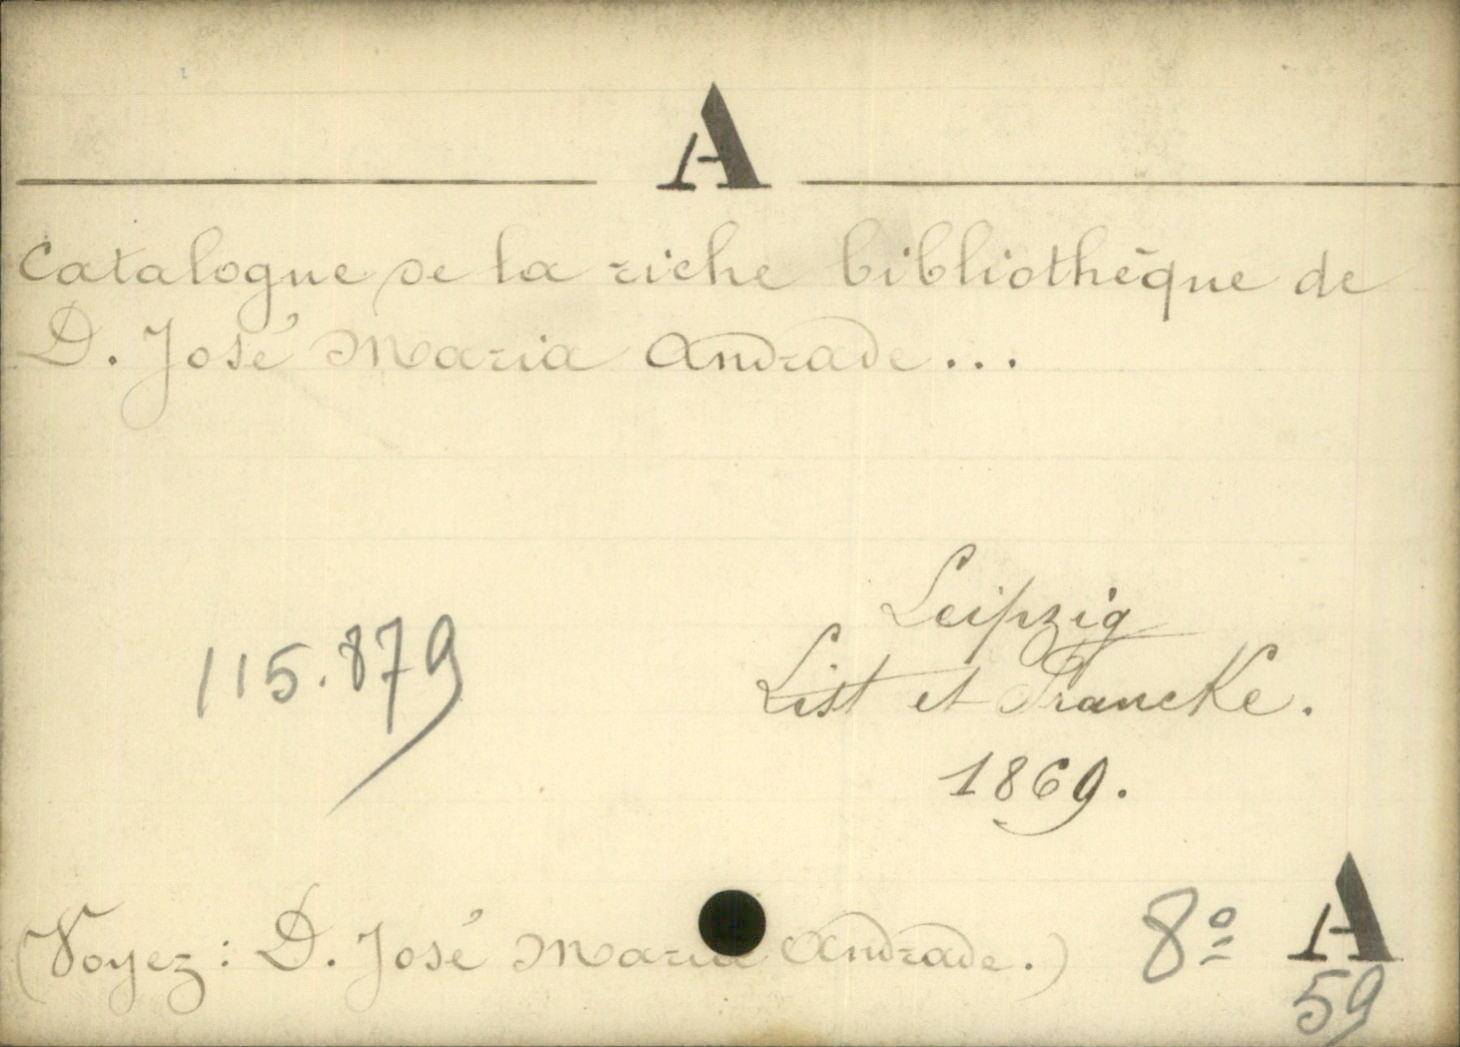 A
Catalogue de la riche bibliothèque de
D. José Maria Andrade...
Leipzig
115.879
List et Francke.
1869.
(Voyez: D. José Maria Andrade.) 8º A
59